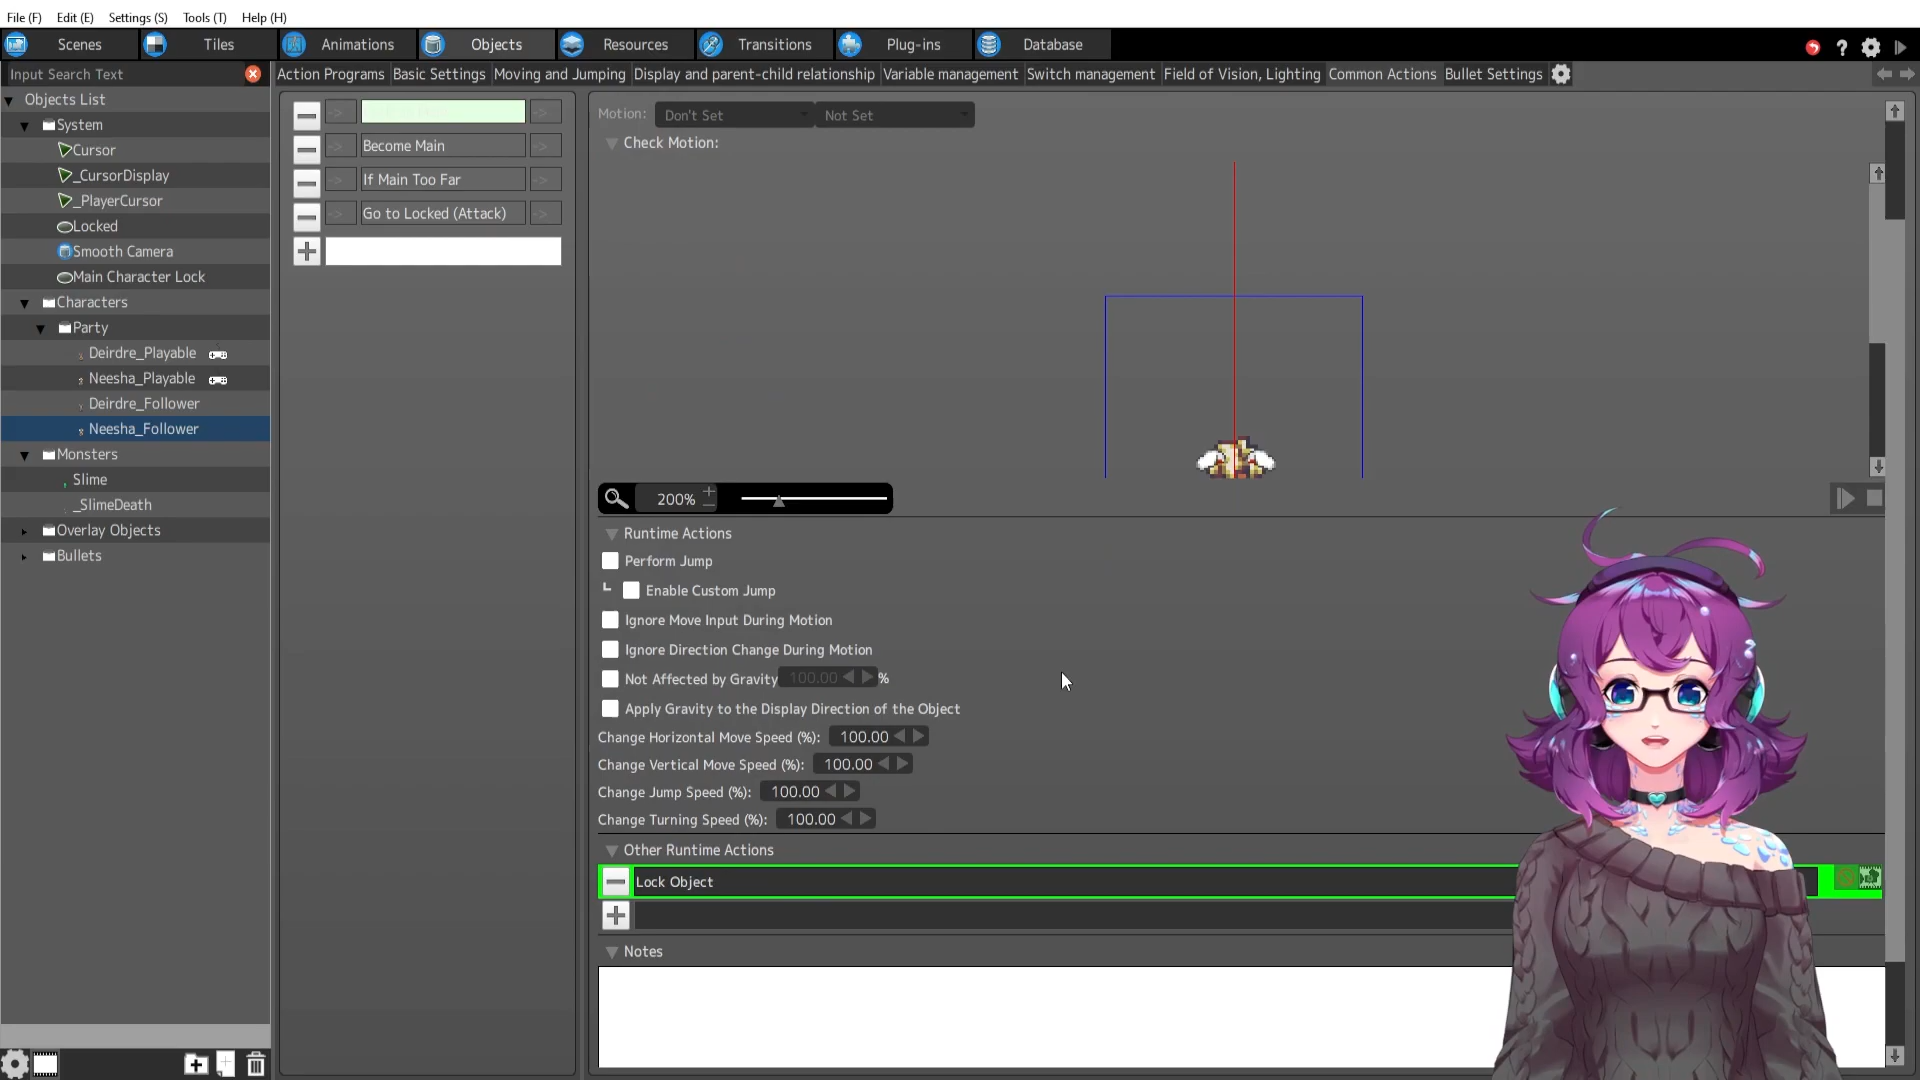 File (F) Edit (E) Settings (S) Tools (T) Help (H)
Scenes Tiles Animations Objects Resources Transitions Plug-ins Database
Input Search Text
Action Programs Basic Settings Moving and Jumping Display and parent-child relationship Variable management Switch management Field of Vision, Lighting Common Actions Bullet Settings
Objects List
System
Cursor
_CursorDisplay
_PlayerCursor
Locked
Smooth Camera
Main Character Lock
Characters
Party
Deirdre_Playable
Neesha_Playable
Deirdre_Follower
Neesha_Follower
Monsters
Slime
_SlimeDeath
Overlay Objects
Bullets
Become Main
If Main Too Far
Go to Locked (Attack)
Motion: Don't Set Not Set
Check Motion:
200%
Runtime Actions
Perform Jump
Enable Custom Jump
Ignore Move Input During Motion
Ignore Direction Change During Motion
Not Affected by Gravity 100.00 %
Apply Gravity to the Display Direction of the Object
Change Horizontal Move Speed (%): 100.00
Change Vertical Move Speed (%): 100.00
Change Jump Speed (%): 100.00
Change Turning Speed (%): 100.00
Other Runtime Actions
Lock Object
Notes